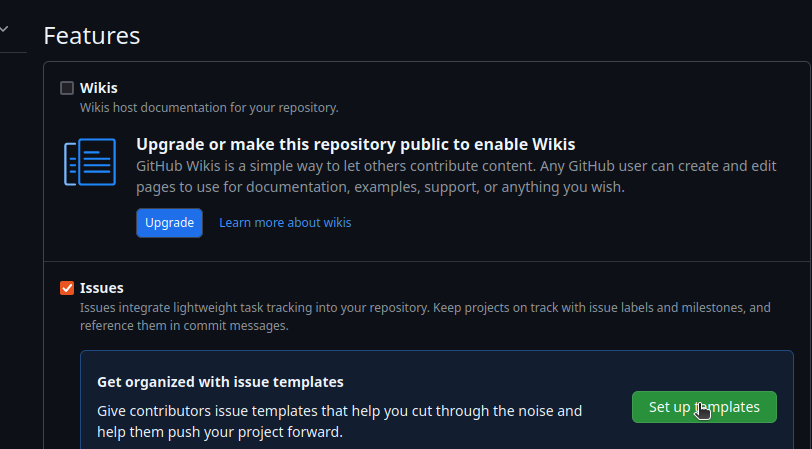 Features
Wikis
Wikis host documentation for your repository.
Upgrade or make this repository public to enable Wikis
GitHub Wikis is a simple way to let others contribute content. Any GitHub user can create and edit
pages to use for documentation, examples, support, or anything you wish.
Upgrade Learn more about wikis
Issues
Issues integrate lightweight task tracking into your repository. Keep projects on track with issue labels and milestones, and
reference them in commit messages.
Get organized with issue templates
Give contributors issue templates that help you cut through the noise and
help them push your project forward.
Set up templates